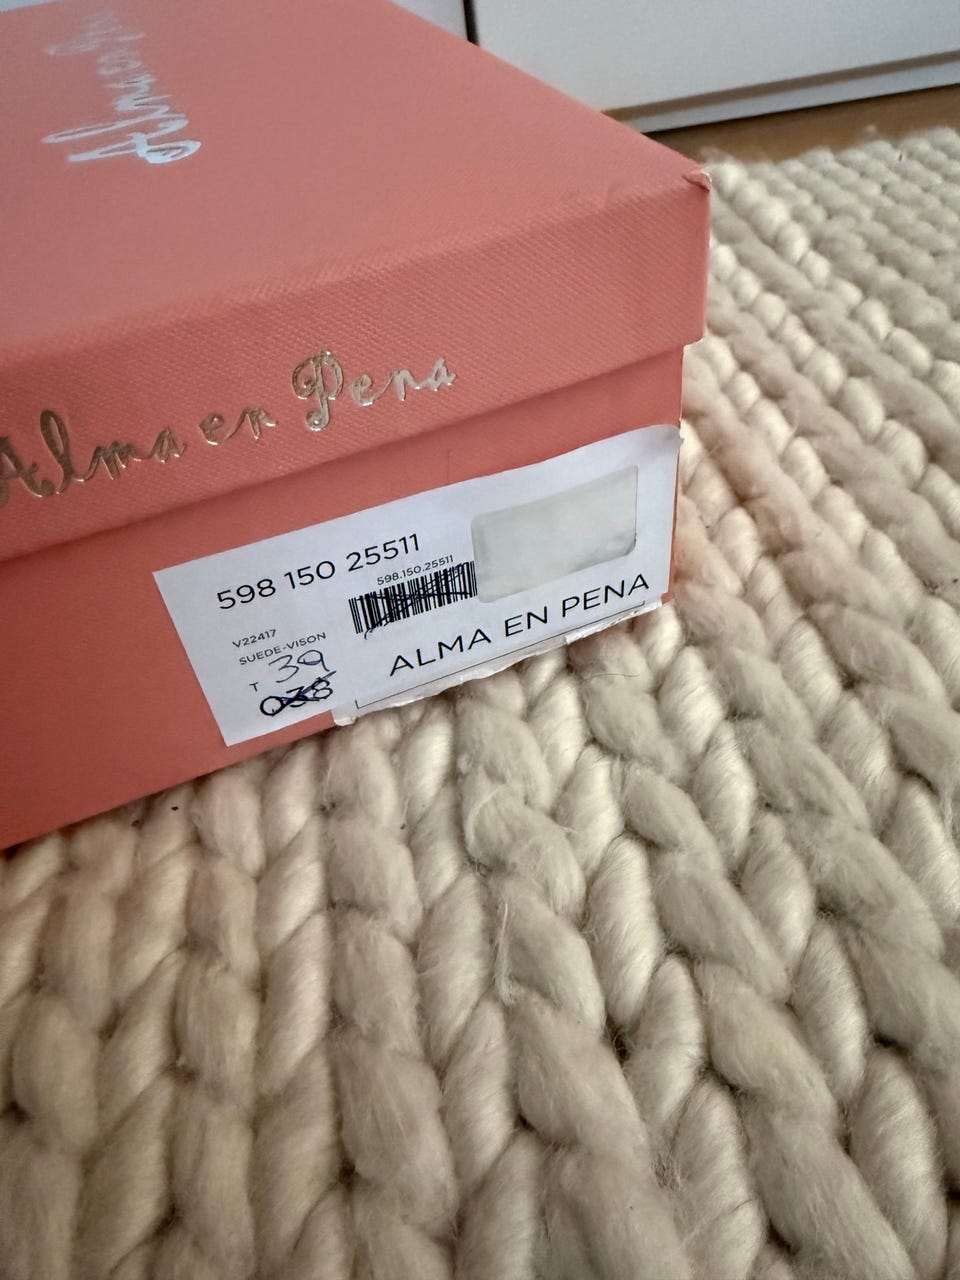 Alma en Pena
Alma en Pena
598 150 25511
598.150.25511
V22417
SUEDE-VISON
T 39
038
ALMA EN PENA